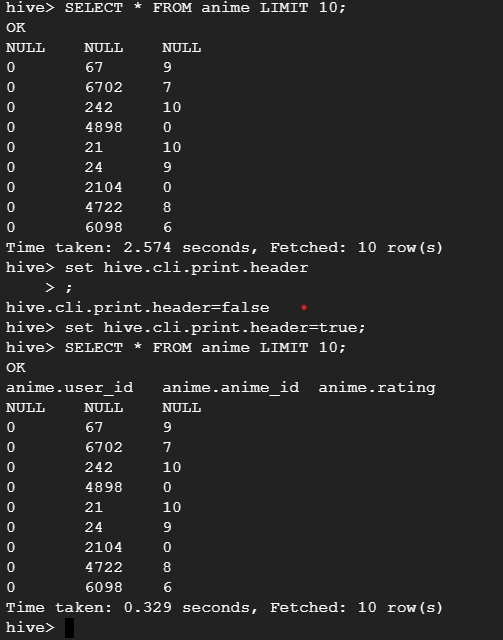 hive> SELECT * FROM anime LIMIT 10;
OK
NULL    NULL    NULL
0       67      9
0       6702    7
0       242     10
0       4898    0
0       21      10
0       24      9
0       2104    0
0       4722    8
0       6098    6
Time taken: 2.574 seconds, Fetched: 10 row(s)
hive> set hive.cli.print.header
    > ;
hive.cli.print.header=false
hive> set hive.cli.print.header=true;
hive> SELECT * FROM anime LIMIT 10;
OK
anime.user_id   anime.anime_id  anime.rating
NULL    NULL    NULL
0       67      9
0       6702    7
0       242     10
0       4898    0
0       21      10
0       24      9
0       2104    0
0       4722    8
0       6098    6
Time taken: 0.329 seconds, Fetched: 10 row(s)
hive>